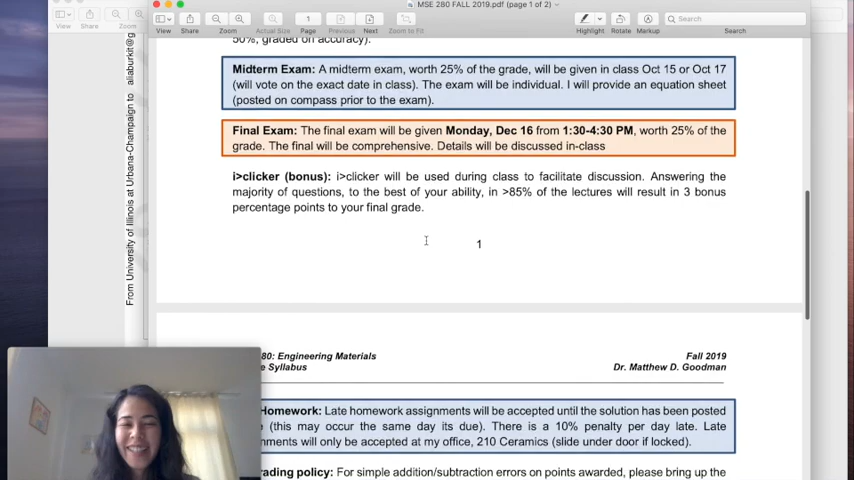 MSE 280 FALL 2019.pdf (page 1 of 2)
View
Share
Zoom
View
Share
Zoom
Actual Size
1
Page
Previous
Next
Zoom to Fit
Highlight
Rotate
Markup
Search
Search
From University of Illinois at Urbana-Champaign to aliaburkit@g
50%, graded on accuracy).
Midterm Exam: A midterm exam, worth 25% of the grade, will be given in class Oct 15 or Oct 17
(will vote on the exact date in class). The exam will be individual. I will provide an equation sheet
(posted on compass prior to the exam).
Final Exam: The final exam will be given Monday, Dec 16 from 1:30-4:30 PM, worth 25% of the
grade. The final will be comprehensive. Details will be discussed in-class
i>clicker (bonus): i>clicker will be used during class to facilitate discussion. Answering the
majority of questions, to the best of your ability, in >85% of the lectures will result in 3 bonus
percentage points to your final grade.
1
80: Engineering Materials
Fall 2019
e Syllabus
Dr. Matthew D. Goodman
Homework: Late homework assignments will be accepted until the solution has been posted
(this may occur the same day its due). There is a 10% penalty per day late. Late
nments will only be accepted at my office, 210 Ceramics (slide under door if locked).
rading policy: For simple addition/subtraction errors on points awarded, please bring up the